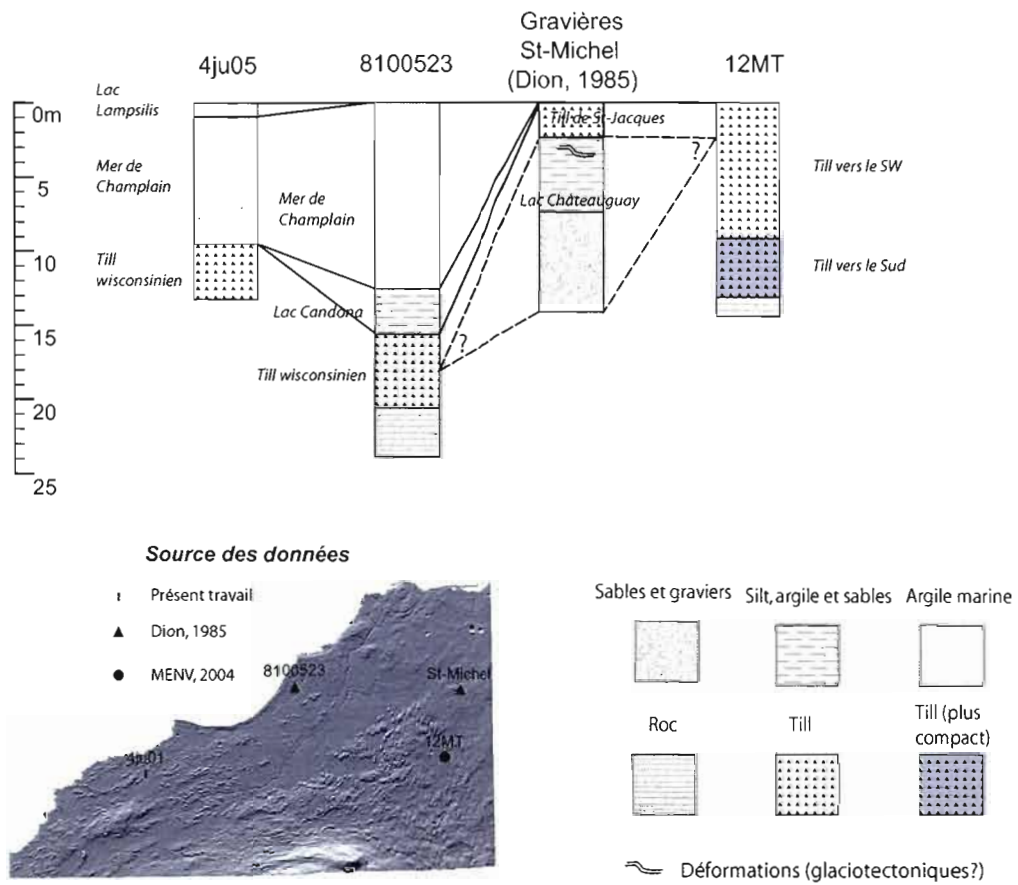 4ju05
8100523
Gravières
St-Michel
(Dion, 1985)
12MT
Lac
Lampsilis
0m
Mer de
Champlain
5
Mer de
Champlain
Till de St-Jacques
?
Till vers le SW
Lac Châteauguay
10
Till
wisconsinien
Till vers le Sud
Lac Candona
15
?
Till wisconsinien
20
25
Source des données
Présent travail
Dion, 1985
MENV, 2004
8100523
St-Michel
12MT
4ju01
Sables et graviers
Silt, argile et sables
Argile marine
Roc
Till
Till (plus
compact)
Déformations (glaciotectoniques?)